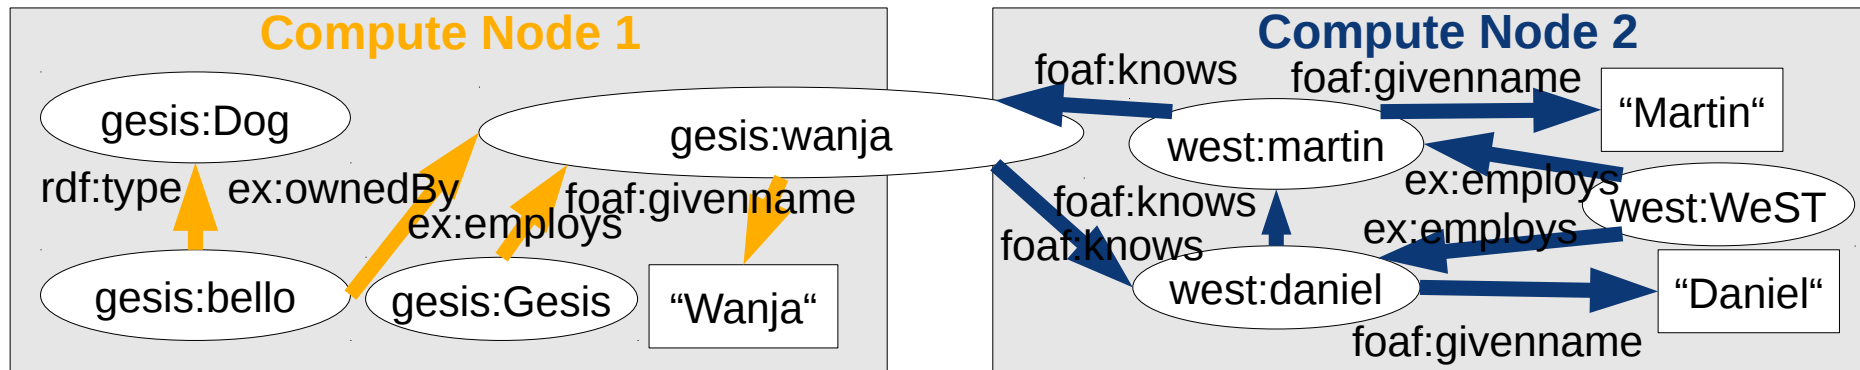 Compute Node 1
gesis:Dog
gesis:wanja
rdf:type
ex:ownedBy
foaf:givenname
ex:employs
gesis:bello
gesis:Gesis
“Wanja“
Compute Node 2
foaf:knows
foaf:givenname
“Martin“
west:martin
ex:employs
foaf:knows
west:WeST
ex:employs
foaf:knows
west:daniel
“Daniel“
foaf:givenname